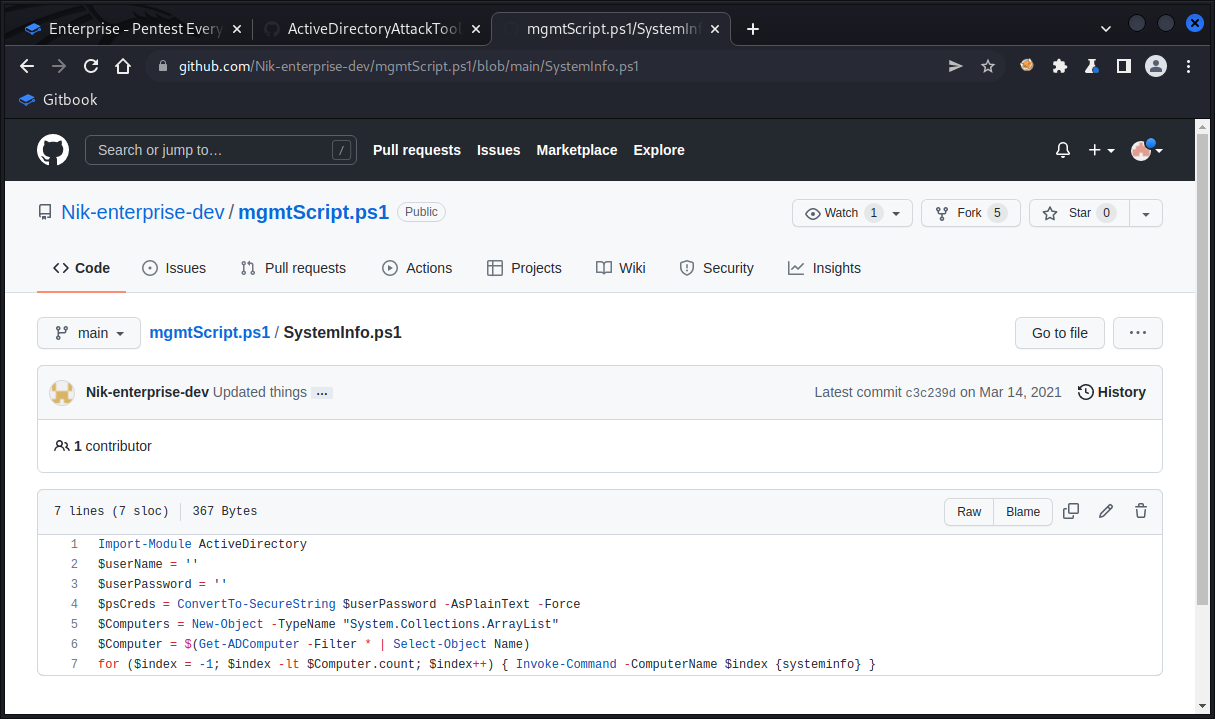 Enterprise - Pentest Every
ActiveDirectoryAttackTool
mgmtScript.ps1/SystemInf
github.com/Nik-enterprise-dev/mgmtScript.ps1/blob/main/SystemInfo.ps1
Gitbook
Search or jump to… /
Pull requests Issues Marketplace Explore
Nik-enterprise-dev / mgmtScript.ps1 Public
Watch 1 Fork 5 Star 0
Code Issues Pull requests Actions Projects Wiki Security Insights
main mgmtScript.ps1 / SystemInfo.ps1 Go to file ...
Nik-enterprise-dev Updated things ... Latest commit c3c239d on Mar 14, 2021 History
1 contributor
7 lines (7 sloc) 367 Bytes Raw Blame
1 Import-Module ActiveDirectory
2 $userName = ''
3 $userPassword = ''
4 $psCreds = ConvertTo-SecureString $userPassword -AsPlainText -Force
5 $Computers = New-Object -TypeName "System.Collections.ArrayList"
6 $Computer = $(Get-ADComputer -Filter * | Select-Object Name)
7 for ($index = -1; $index -lt $Computer.count; $index++) { Invoke-Command -ComputerName $index {systeminfo} }